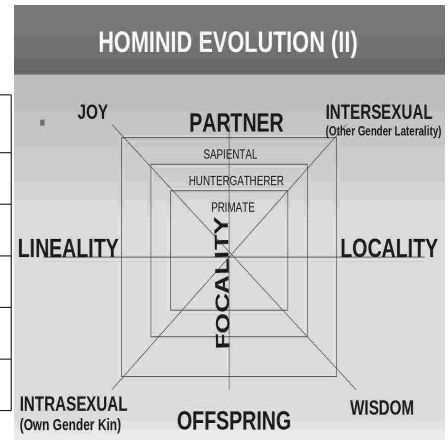 HOMINID EVOLUTION (II)
JOY
PARTNER
INTERSEXUAL
(Other Gender Laterality)
SAPIENTAL
HUNTERGATHERER
PRIMATE
LINEALITY
FOCALITY
LOCALITY
INTRASEXUAL
(Own Gender Kin)
OFFSPRING
WISDOM